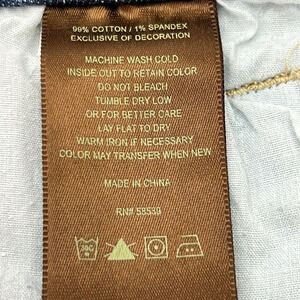 99% COTTON / 1% SPANDEX
EXCLUSIVE OF DECORATION
MACHINE WASH COLD
INSIDE OUT TO RETAIN COLOR
DO NOT BLEACH
TUMBLE DRY LOW
OR FOR BETTER CARE
LAY FLAT TO DRY
WARM IRON IF NECESSARY
COLOR MAY TRANSFER WHEN NEW
MADE IN CHINA
RN#